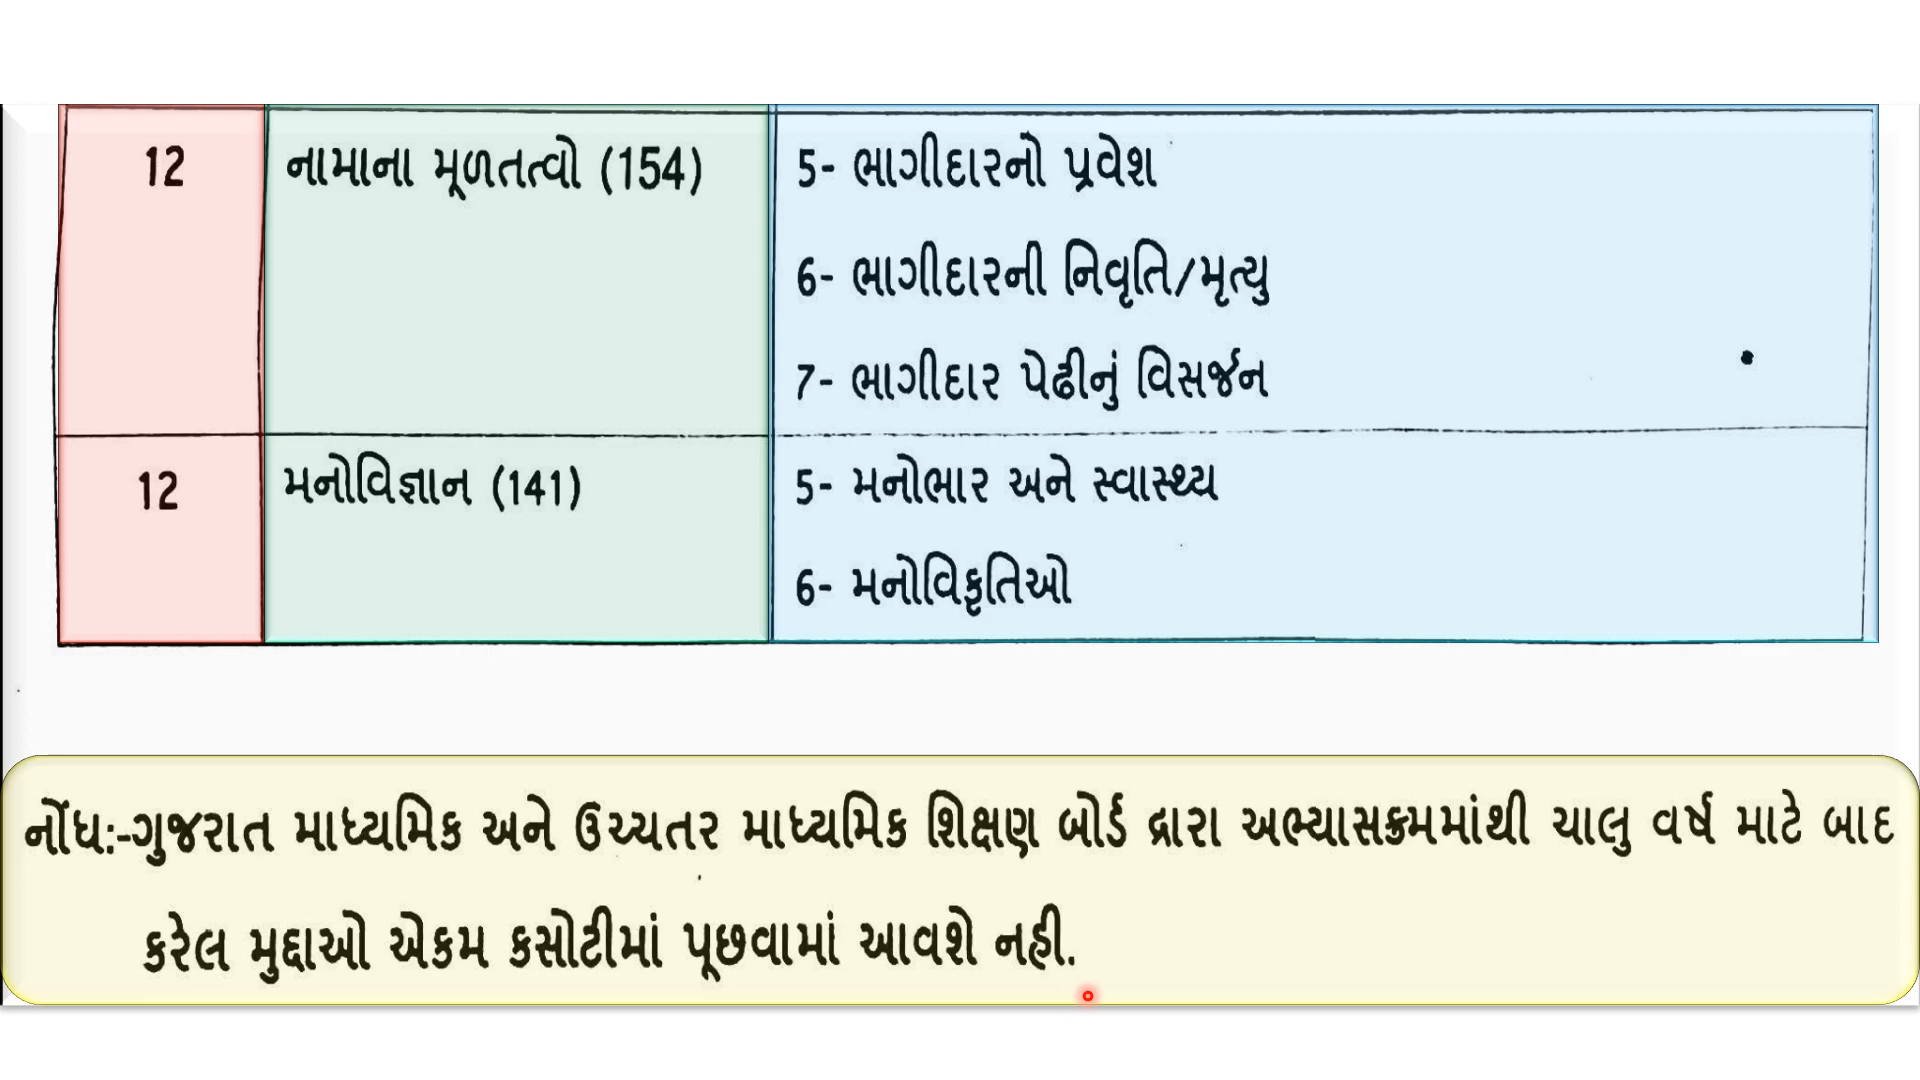 12 નામાના મૂળતત્વો (154) 5- ભાગીદારનો પ્રવેશ
6- ભાગીદારની નિવૃતિ/મૃત્યુ
7- ભાગીદાર પેઢીનું વિસર્જન
12 મનોવિજ્ઞાન (141) 5- મનોભાર અને સ્વાસ્થ્ય
6- મનોવિકૃતિઓ
નોંધ:-ગુજરાત માધ્યમિક અને ઉચ્ચતર માધ્યમિક શિક્ષણ બોર્ડ દ્રારા અભ્યાસક્રમમાંથી ચાલુ વર્ષ માટે બાદ
કરેલ મુદ્દાઓ એકમ કસોટીમાં પૂછવામાં આવશે નહી.